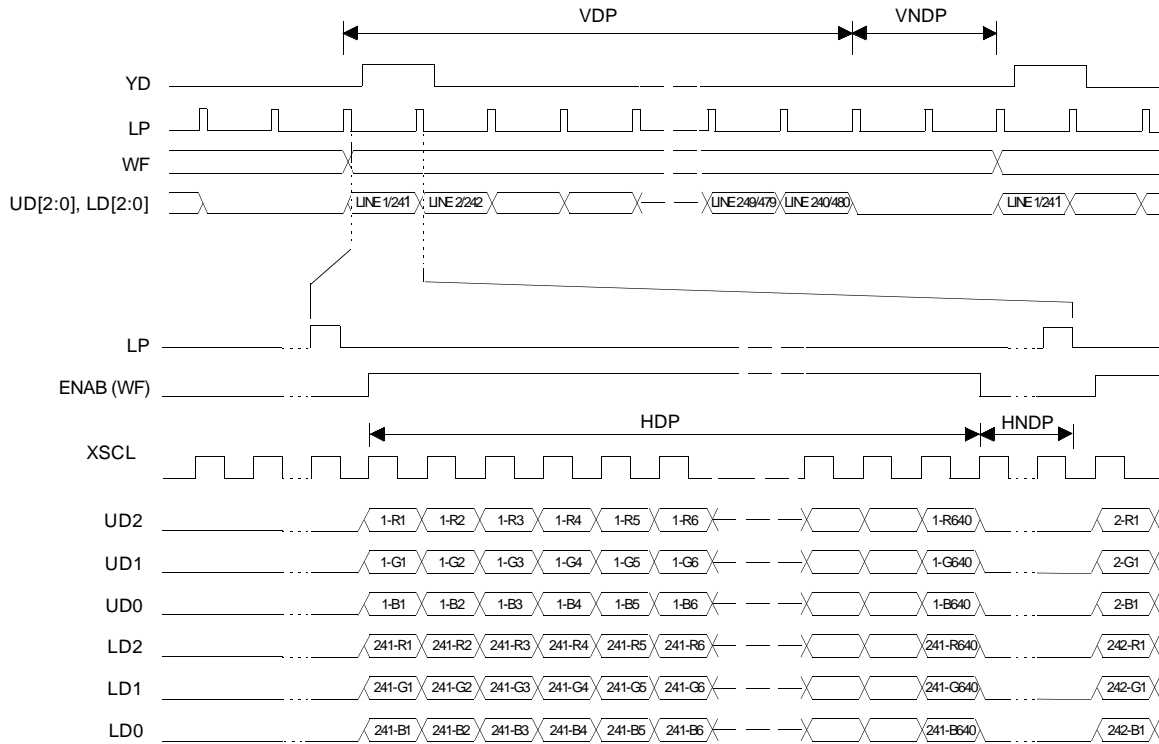 VDP VNDP
YD
LP
WF
UD[2:0], LD[2:0] LINE 1/241 LINE 2/242 LINE 249/479 LINE 240/480 LINE 1/241
LP
ENAB (WF)
HDP HNDP
XSCL
UD2 1-R1 1-R2 1-R3 1-R4 1-R5 1-R6 1-R640 2-R1
UD1 1-G1 1-G2 1-G3 1-G4 1-G5 1-G6 1-G640 2-G1
UD0 1-B1 1-B2 1-B3 1-B4 1-B5 1-B6 1-B640 2-B1
LD2 241-R1 241-R2 241-R3 241-R4 241-R5 241-R6 241-R640 242-R1
LD1 241-G1 241-G2 241-G3 241-G4 241-G5 241-G6 241-G640 242-G1
LD0 241-B1 241-B2 241-B3 241-B4 241-B5 241-B6 241-B640 242-B1